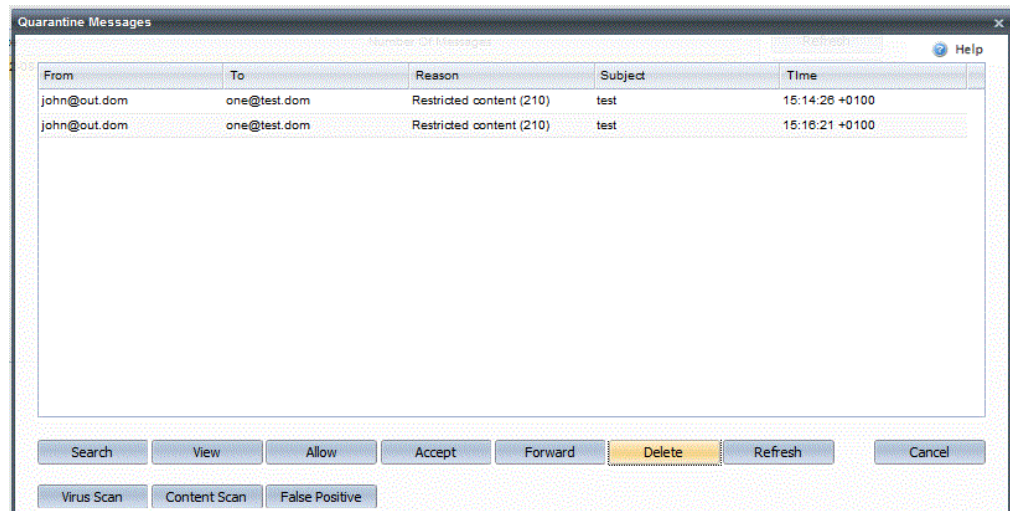 Quarantine Messages
Number Of Messages Refresh
Help
From To Reason Subject TIme
john@out.dom one@test.dom Restricted content (210) test 15:14:26 +0100
john@out.dom one@test.dom Restricted content (210) test 15:16:21 +0100
Search View Allow Accept Forward Delete Refresh Cancel
Virus Scan Content Scan False Positive